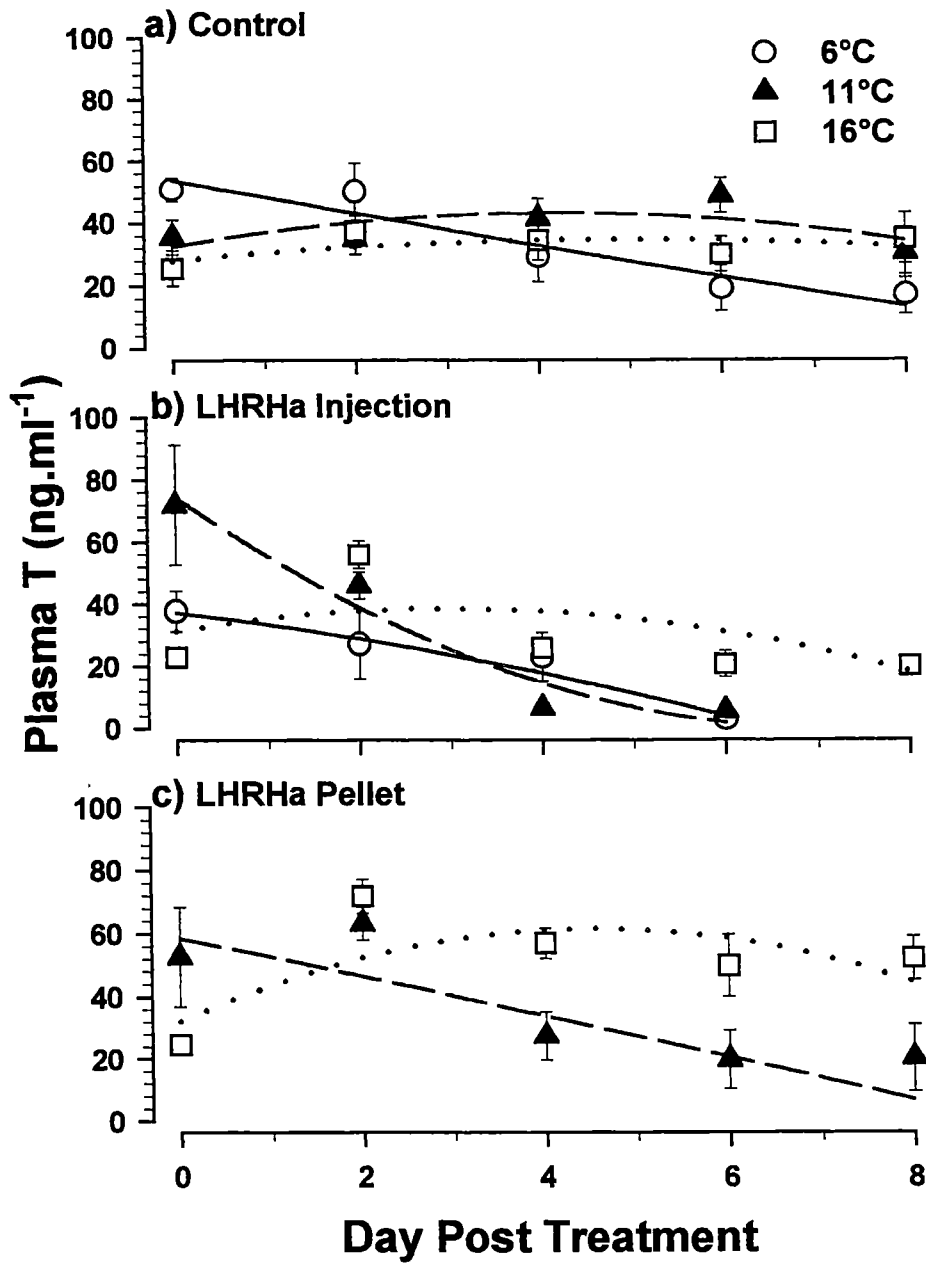 a) Control
100
80
60
40
20
0
6°C
11°C
16°C
b) LHRHa Injection
100
80
60
40
20
0
Plasma T (ng.ml-1)
c) LHRHa Pellet
100
80
60
40
20
0
0 2 4 6 8
Day Post Treatment